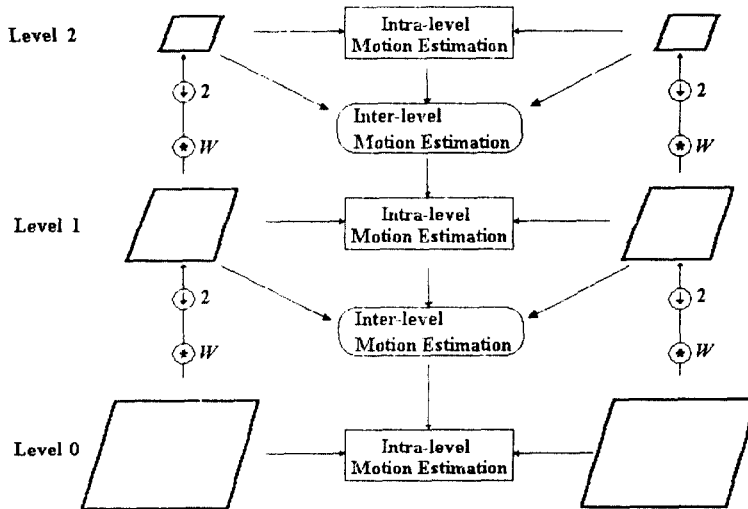 Level 2
Intra-level
Motion Estimation
2
2
Inter-level
Motion Estimation
* W
* W
Level 1
Intra-level
Motion Estimation
2
2
Inter-level
Motion Estimation
* W
* W
Level 0
Intra-level
Motion Estimation